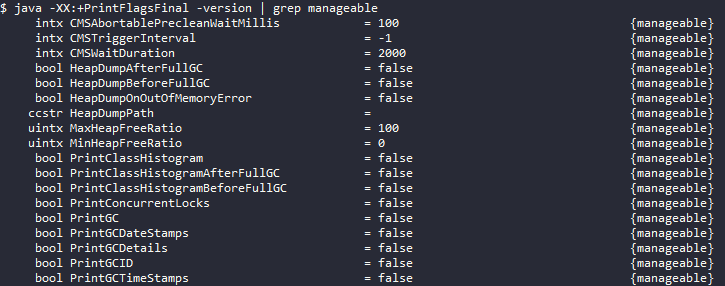 $ java -XX:+PrintFlagsFinal -version | grep manageable
intx CMSAbortablePrecleanWaitMillis = 100 {manageable}
intx CMSTriggerInterval = -1 {manageable}
intx CMSWaitDuration = 2000 {manageable}
bool HeapDumpAfterFullGC = false {manageable}
bool HeapDumpBeforeFullGC = false {manageable}
bool HeapDumpOnOutOfMemoryError = false {manageable}
ccstr HeapDumpPath = {manageable}
uintx MaxHeapFreeRatio = 100 {manageable}
uintx MinHeapFreeRatio = 0 {manageable}
bool PrintClassHistogram = false {manageable}
bool PrintClassHistogramAfterFullGC = false {manageable}
bool PrintClassHistogramBeforeFullGC = false {manageable}
bool PrintConcurrentLocks = false {manageable}
bool PrintGC = false {manageable}
bool PrintGCDateStamps = false {manageable}
bool PrintGCDetails = false {manageable}
bool PrintGCID = false {manageable}
bool PrintGCTimeStamps = false {manageable}